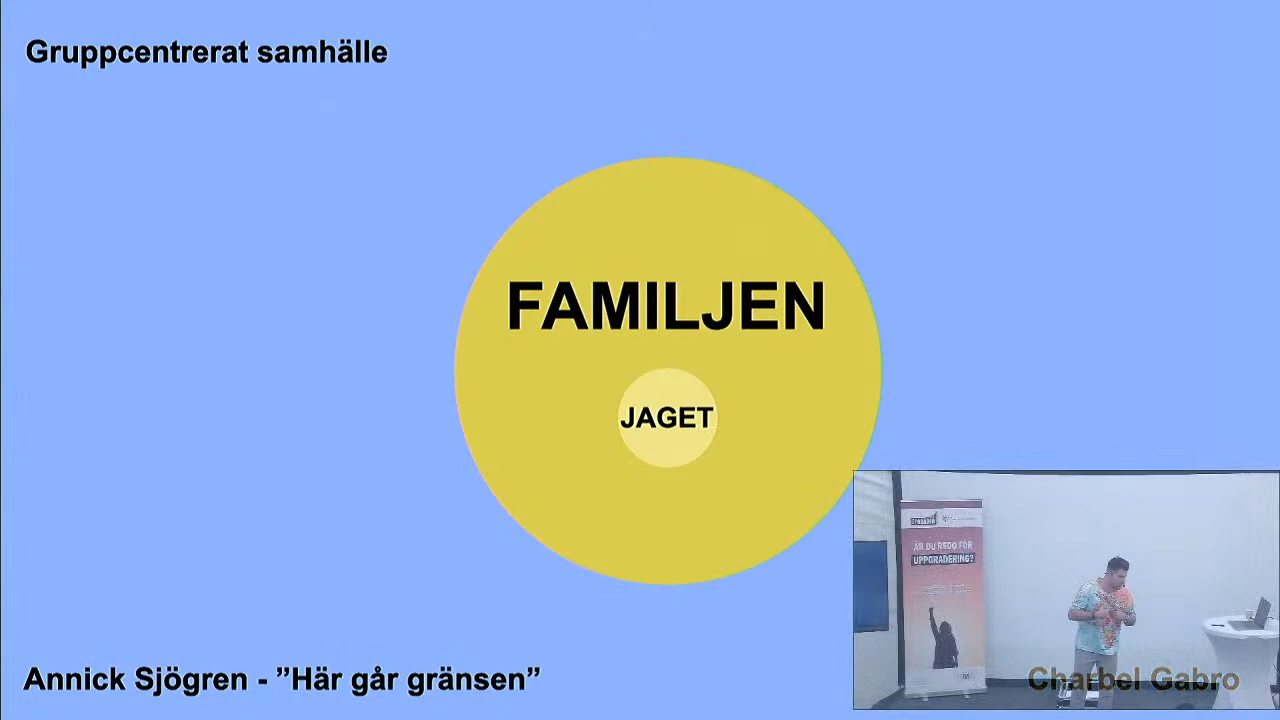 Gruppcentrerat samhälle
FAMILJEN
JAGET
ÄR DU REDO FÖR
UPPGRADERING?
Annick Sjögren - ”Här går gränsen”
Charbel Gabro